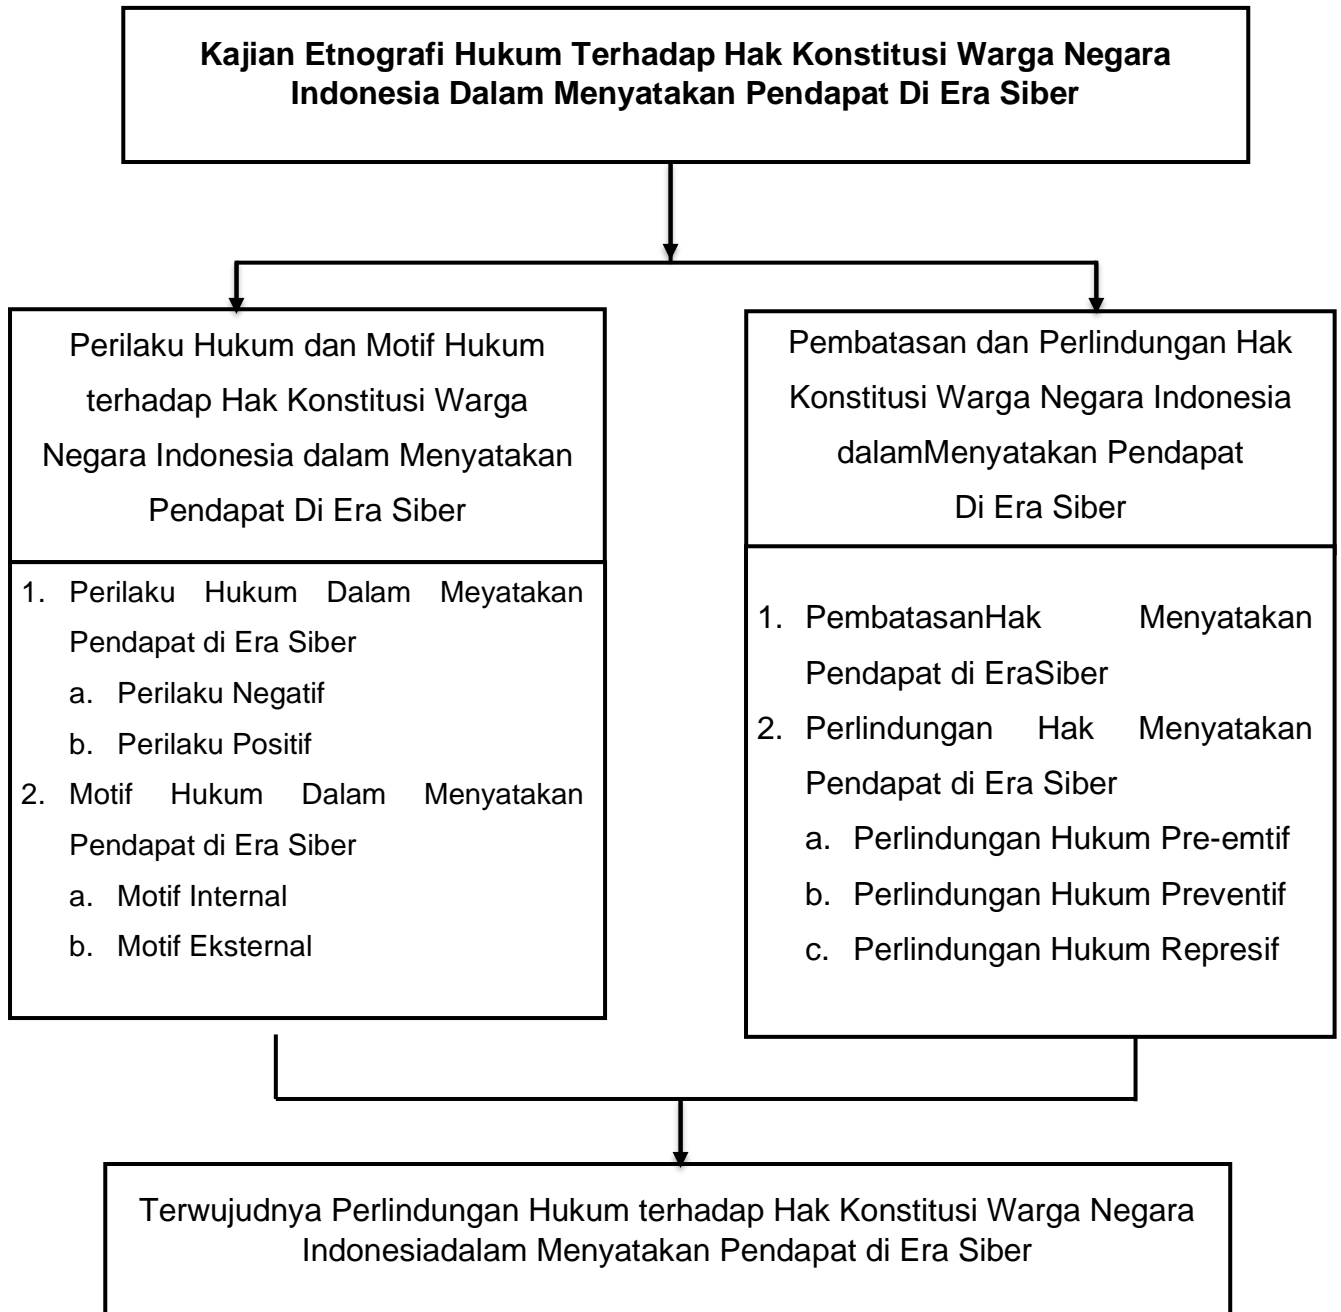 Kajian Etnografi Hukum Terhadap Hak Konstitusi Warga Negara
Indonesia Dalam Menyatakan Pendapat Di Era Siber
Perilaku Hukum dan Motif Hukum
terhadap Hak Konstitusi Warga
Negara Indonesia dalam Menyatakan
Pendapat Di Era Siber
1. Perilaku Hukum Dalam Meyatakan
Pendapat di Era Siber
a. Perilaku Negatif
b. Perilaku Positif
2. Motif Hukum Dalam Menyatakan
Pendapat di Era Siber
a. Motif Internal
b. Motif Eksternal
Pembatasan dan Perlindungan Hak
Konstitusi Warga Negara Indonesia
dalamMenyatakan Pendapat
Di Era Siber
1. PembatasanHak Menyatakan
Pendapat di EraSiber
2. Perlindungan Hak Menyatakan
Pendapat di Era Siber
a. Perlindungan Hukum Pre-emtif
b. Perlindungan Hukum Preventif
c. Perlindungan Hukum Represif
Terwujudnya Perlindungan Hukum terhadap Hak Konstitusi Warga Negara
Indonesiadalam Menyatakan Pendapat di Era Siber